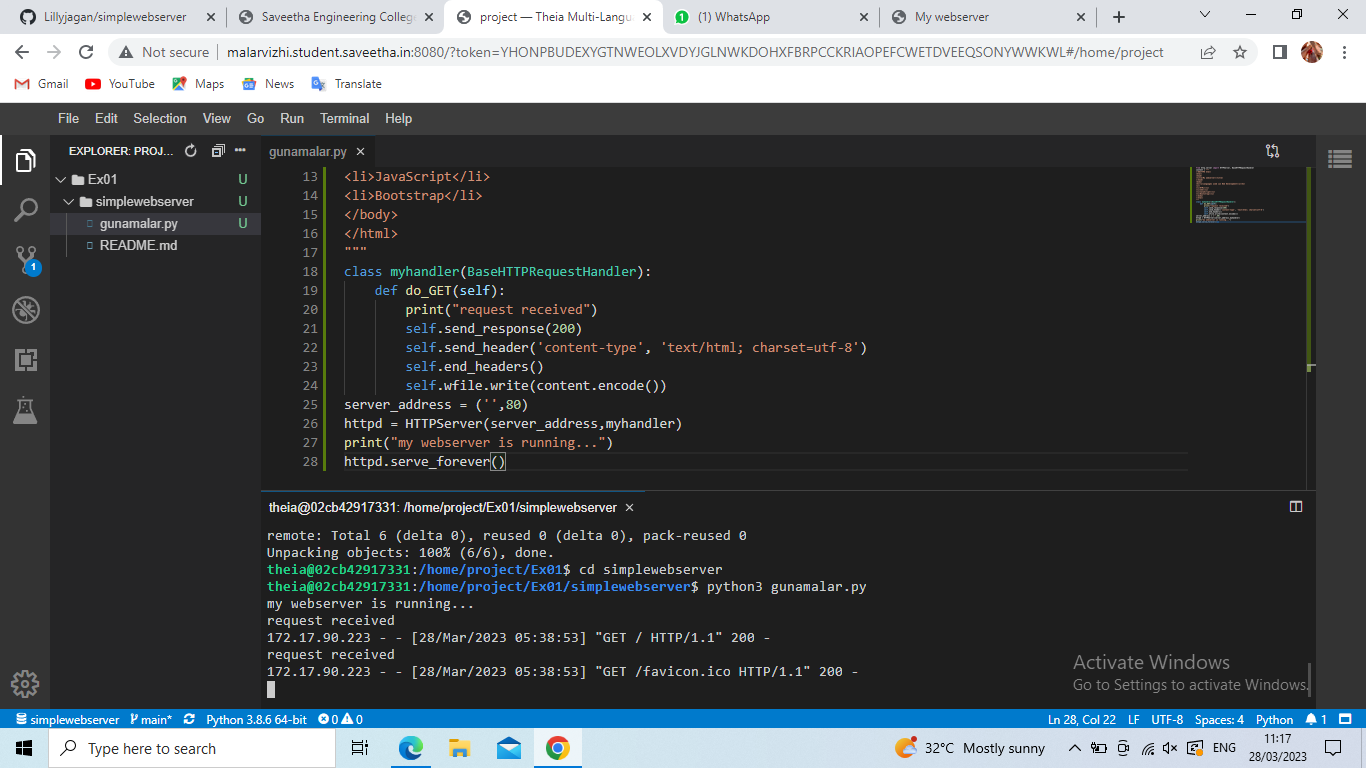 Lillyjagan/simplewebserver
Saveetha Engineering College
project — Theia Multi-Langu
(1) WhatsApp
My webserver
Not secure
malarvizhi.student.saveetha.in:8080/?token=YHONPBUDEXYGTNWEOLXVDYJGLNWKDOHXFBRPCCKRIAOPEFCWETDVEEQSONYWWKWL#/home/project
Gmail
YouTube
Maps
News
Translate
File Edit Selection View Go Run Terminal Help
EXPLORER: PROJ...
gunamalar.py
Ex01 U
simplewebserver U
gunamalar.py U
README.md
1
13 <li>JavaScript</li>
14 <li>Bootstrap</li>
15 </body>
16 </html>
17 """
18 class myhandler(BaseHTTPRequestHandler):
19 def do_GET(self):
20 print("request received")
21 self.send_response(200)
22 self.send_header('content-type', 'text/html; charset=utf-8')
23 self.end_headers()
24 self.wfile.write(content.encode())
25 server_address = ('',80)
26 httpd = HTTPServer(server_address,myhandler)
27 print("my webserver is running...")
28 httpd.serve_forever()
theia@02cb42917331: /home/project/Ex01/simplewebserver
remote: Total 6 (delta 0), reused 0 (delta 0), pack-reused 0
Unpacking objects: 100% (6/6), done.
theia@02cb42917331:/home/project/Ex01$ cd simplewebserver
theia@02cb42917331:/home/project/Ex01/simplewebserver$ python3 gunamalar.py
my webserver is running...
request received
172.17.90.223 - - [28/Mar/2023 05:38:53] "GET / HTTP/1.1" 200 -
request received
172.17.90.223 - - [28/Mar/2023 05:38:53] "GET /favicon.ico HTTP/1.1" 200 -
Activate Windows
Go to Settings to activate Windows.
simplewebserver main* Python 3.8.6 64-bit 0 0 Ln 28, Col 22 LF UTF-8 Spaces: 4 Python 1
Type here to search
32°C Mostly sunny
ENG
11:17
28/03/2023